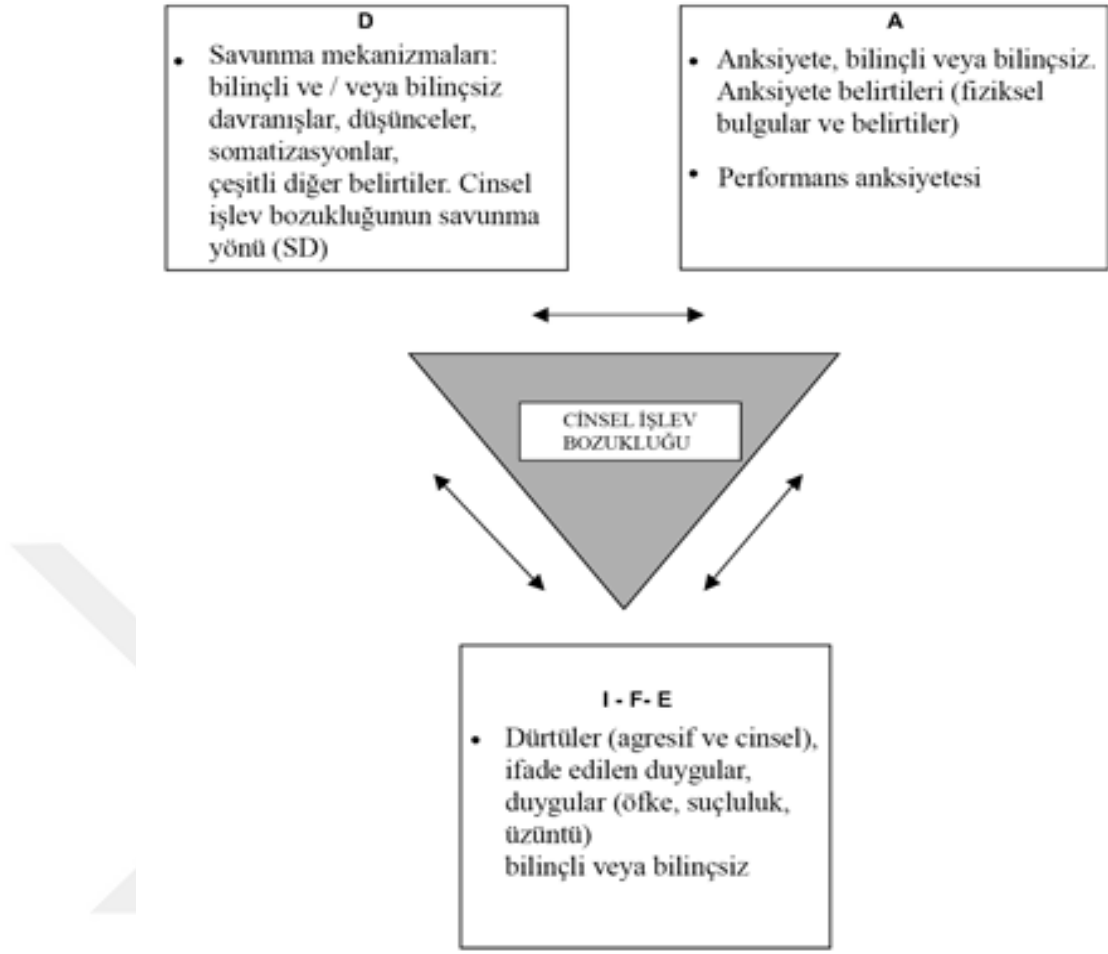 D
• Savunma mekanizmaları:
bilinçli ve / veya bilinçsiz
davranışlar, düşünceler,
somatizasyonlar,
çeşitli diğer belirtiler. Cinsel
işlev bozukluğunun savunma
yönü (SD)
A
• Anksiyete, bilinçli veya bilinçsiz.
Anksiyete belirtileri (fiziksel
bulgular ve belirtiler)
• Performans anksiyetesi
CİNSEL İŞLEV
BOZUKLUĞU
I - F- E
• Dürtüler (agresif ve cinsel),
ifade edilen duygular,
duygular (öfke, suçluluk,
üzüntü)
bilinçli veya bilinçsiz